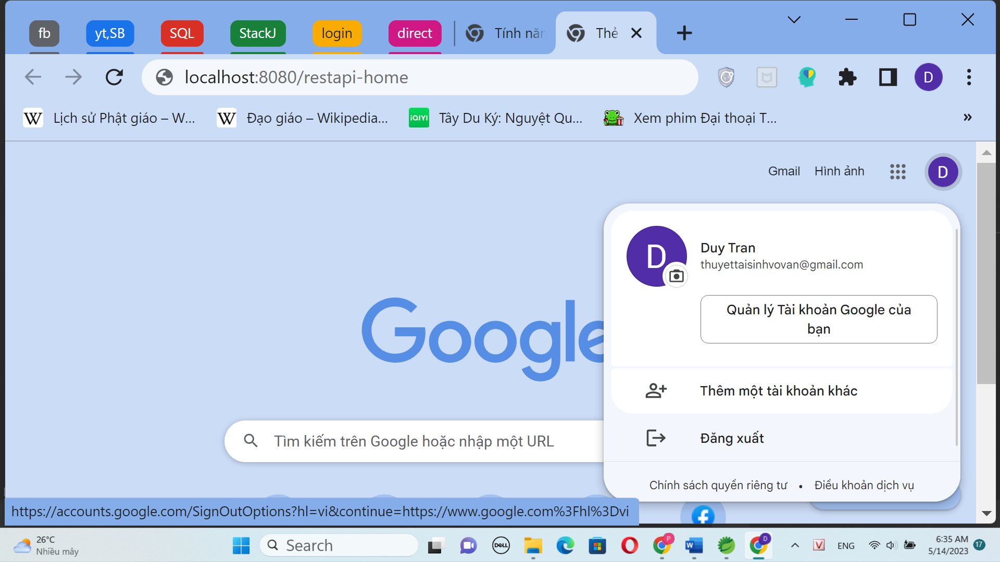 fb
yt,SB
SQL
StackJ
login
direct
Tính năn
Thẻ
localhost:8080/restapi-home
D
W
Lịch sử Phật giáo – W...
W
Đạo giáo – Wikipedia...
iQIYI
Tây Du Ký: Nguyệt Qu...
Xem phim Đại thoại T...
»
Gmail
Hình ảnh
D
D
Duy Tran
thuyettaisinhvovan@gmail.com
Quản lý Tài khoản Google của
bạn
Google
Thêm một tài khoản khác
Tìm kiếm trên Google hoặc nhập một URL
Đăng xuất
Chính sách quyền riêng tư • Điều khoản dịch vụ
https://accounts.google.com/SignOutOptions?hl=vi&continue=https://www.google.com%3Fhl%3Dvi
26°C
Nhiều mây
Search
DELL
P
W
D
V
ENG
6:35 AM
5/14/2023
17